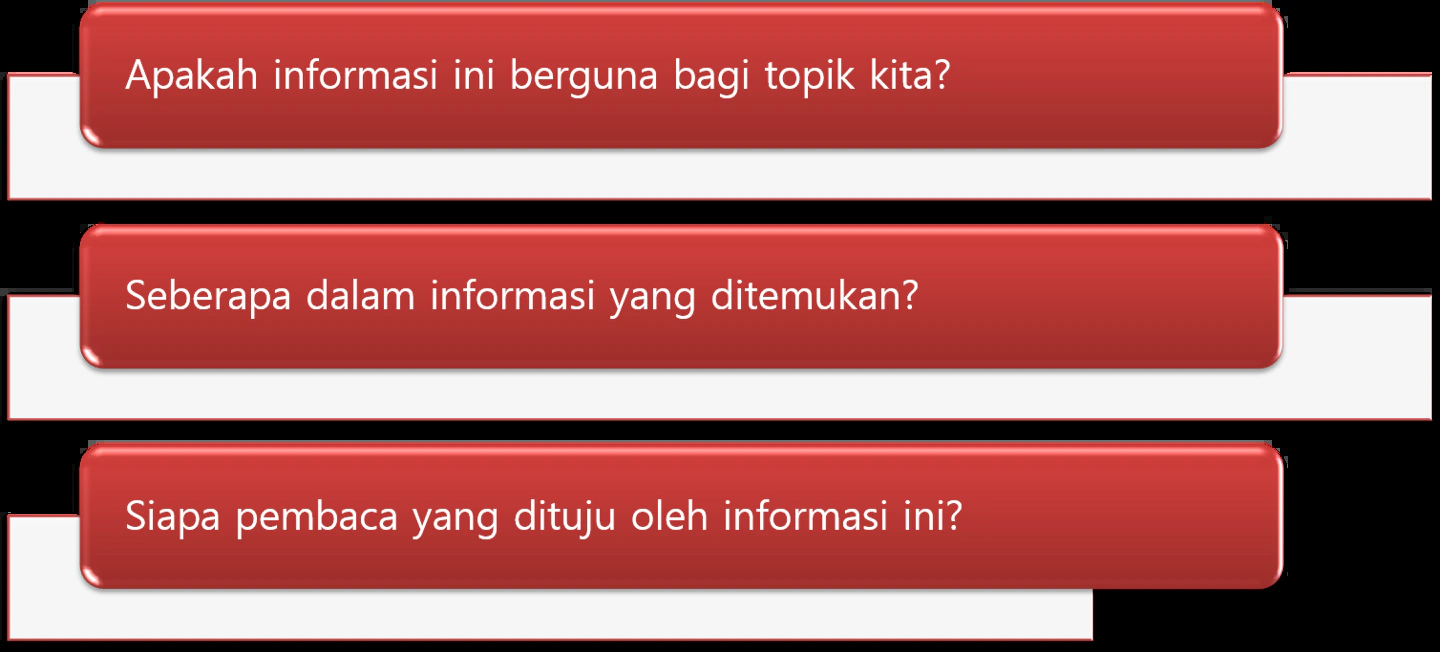 Apakah informasi ini berguna bagi topik kita?
Seberapa dalam informasi yang ditemukan?
Siapa pembaca yang dituju oleh informasi ini?